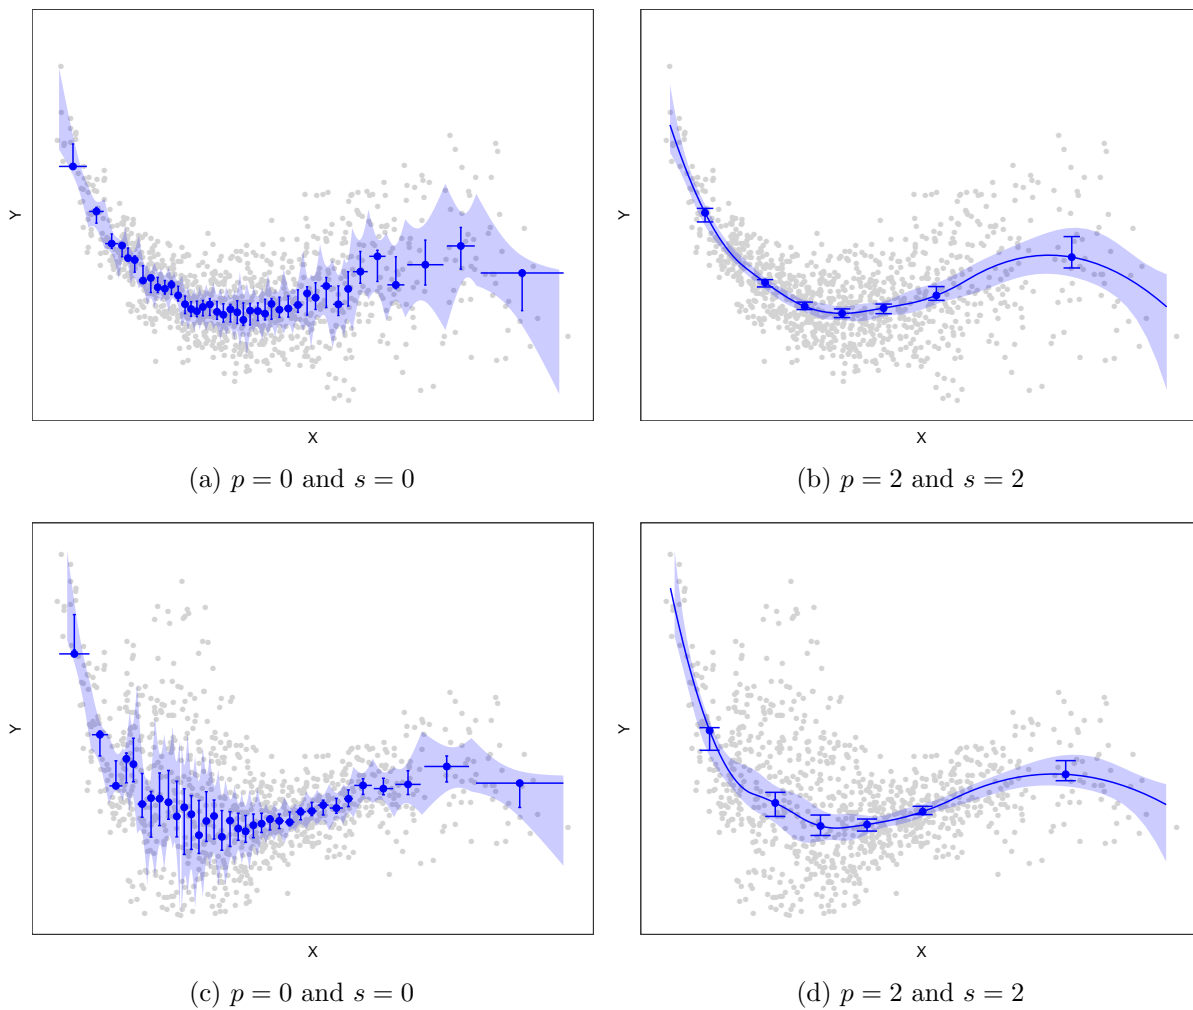 Y
Y
X
X
(a) p = 0 and s = 0
(b) p = 2 and s = 2
Y
Y
X
X
(c) p = 0 and s = 0
(d) p = 2 and s = 2